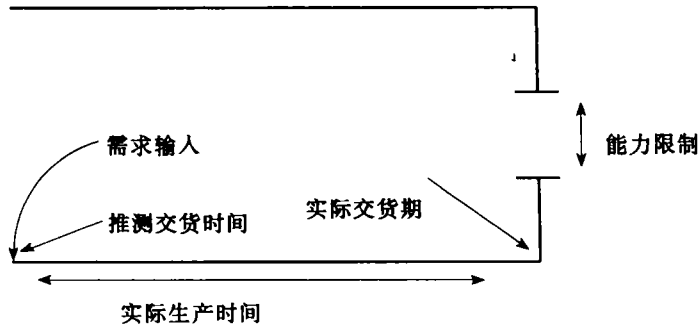 需求输入
能力限制
推测交货时间
实际交货期
实际生产时间